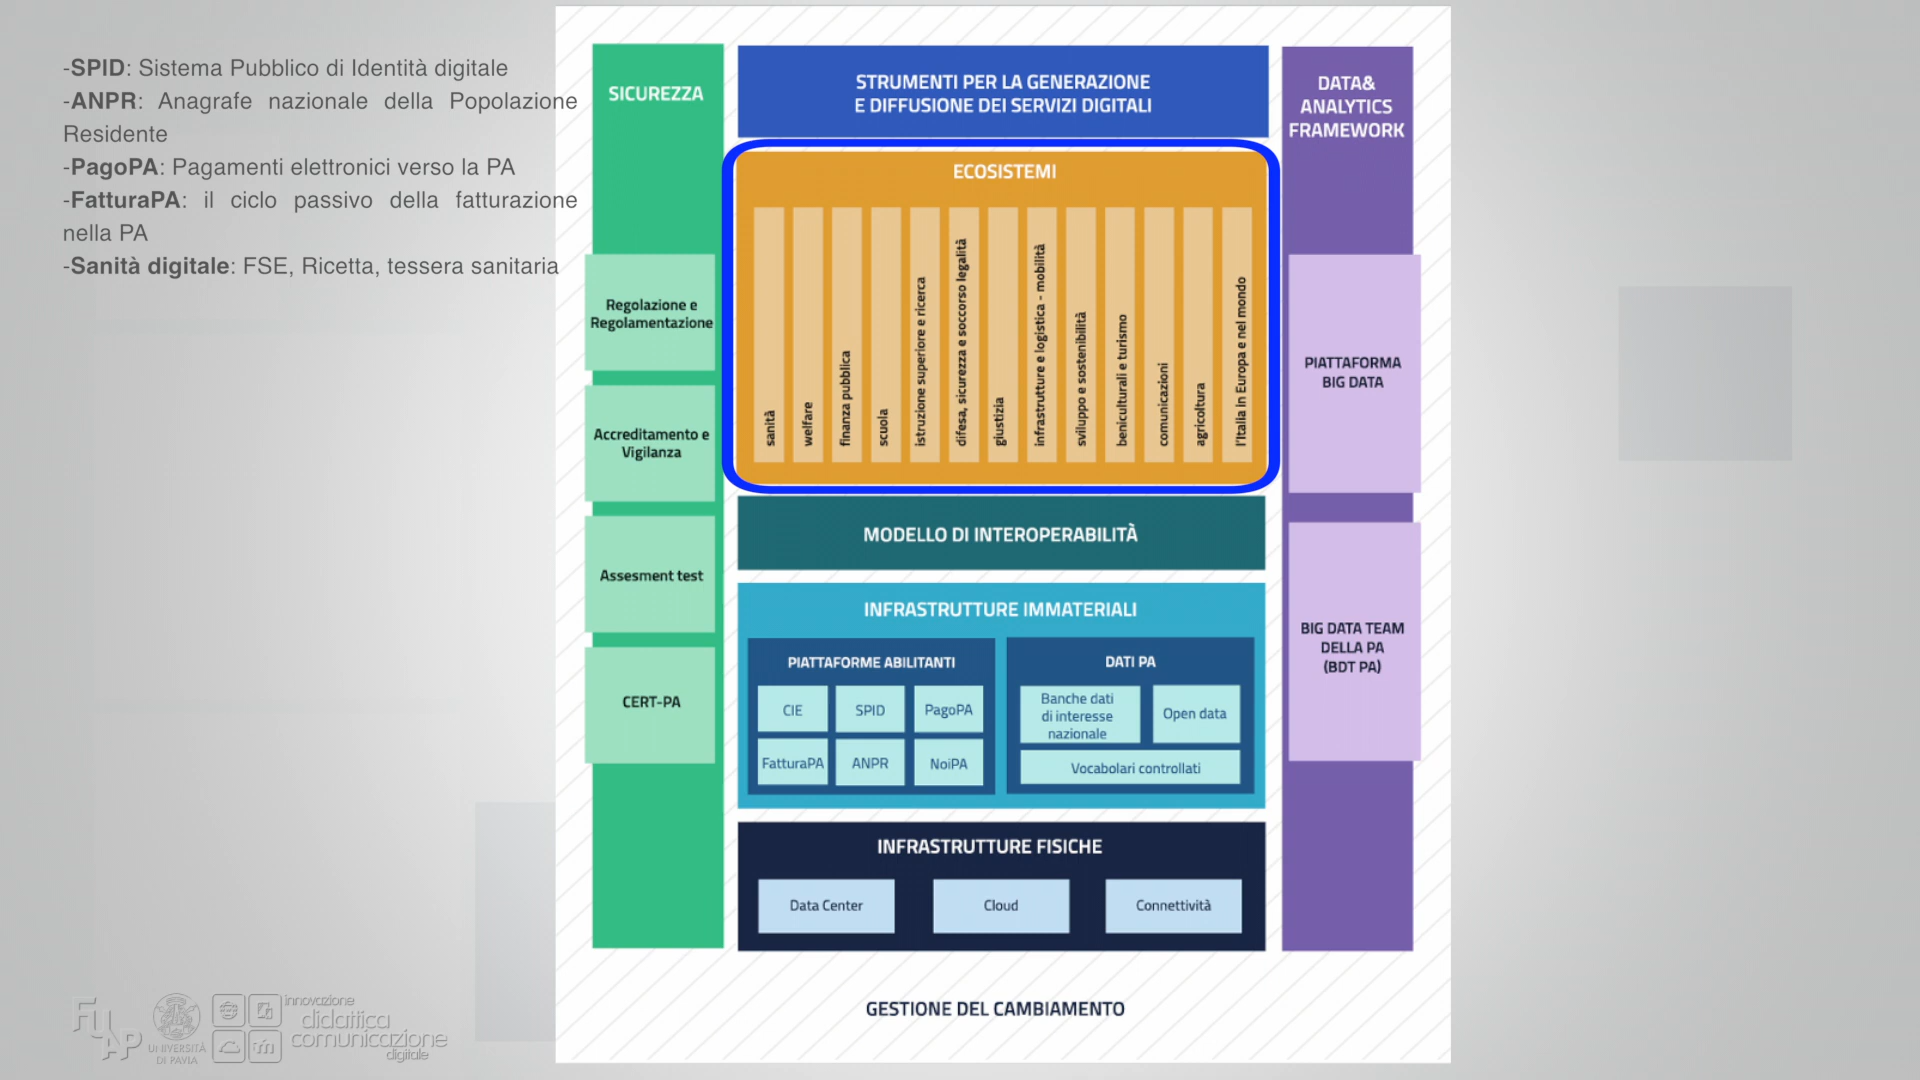 -SPID: Sistema Pubblico di Identità digitale
-ANPR: Anagrafe nazionale della Popolazione
Residente
-PagoPA: Pagamenti elettronici verso la PA
-FatturaPA: il ciclo passivo della fatturazione
nella PA
-Sanità digitale: FSE, Ricetta, tessera sanitaria
SICUREZZA
Regolazione e
Regolamentazione
Accreditamento e
Vigilanza
Assesment test
CERT-PA
STRUMENTI PER LA GENERAZIONE
E DIFFUSIONE DEI SERVIZI DIGITALI
ECOSISTEMI
sanità
welfare
finanza pubblica
scuola
istruzione superiore e ricerca
difesa, sicurezza e soccorso legalità
giustizia
infrastrutture e logistica - mobilità
sviluppo e sostenibilità
beniculturali e turismo
comunicazioni
agricoltura
l'Italia in Europa e nel mondo
MODELLO DI INTEROPERABILITÀ
INFRASTRUTTURE IMMATERIALI
PIATTAFORME ABILITANTI
CIE
SPID
PagoPA
FatturaPA
ANPR
NoiPA
DATI PA
Banche dati
di interesse
nazionale
Open data
Vocabolari controllati
INFRASTRUTTURE FISICHE
Data Center
Cloud
Connettività
DATA&
ANALYTICS
FRAMEWORK
PIATTAFORMA
BIG DATA
BIG DATA TEAM
DELLA PA
(BDT PA)
GESTIONE DEL CAMBIAMENTO
UNIVERSITÀ
DI PAVIA
innovazione
didattica
comunicazione
digitale